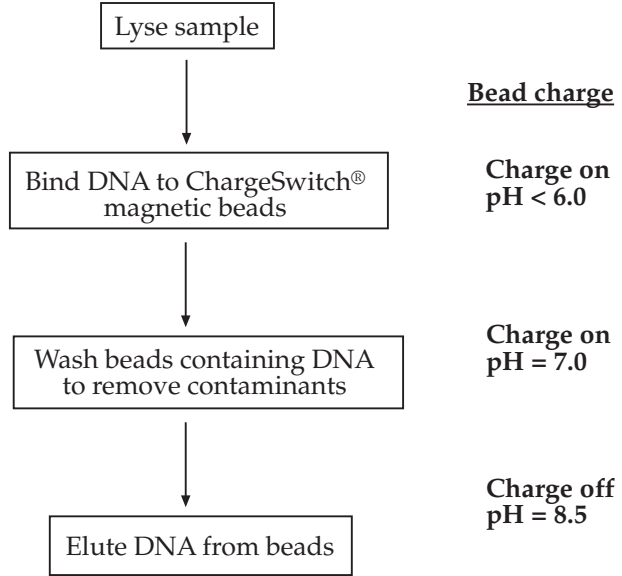 Lyse sample
Bead charge
Bind DNA to ChargeSwitch®
magnetic beads
Charge on
pH < 6.0
Wash beads containing DNA
to remove contaminants
Charge on
pH = 7.0
Elute DNA from beads
Charge off
pH = 8.5